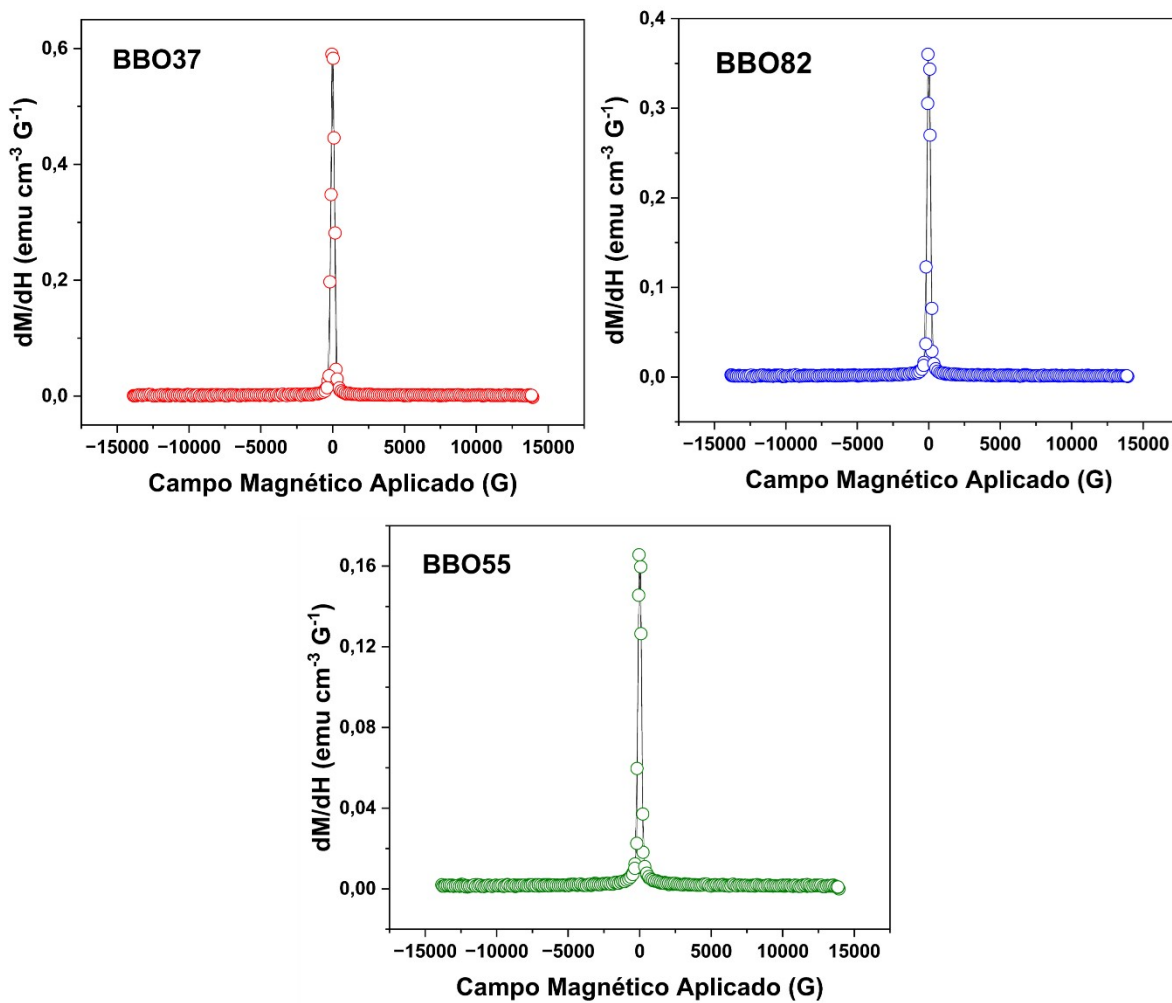 BBO37
dM/dH (emu cm⁻³ G⁻¹)
0,6
0,4
0,2
0,0
−15000 −10000 −5000 0 5000 10000 15000
Campo Magnético Aplicado (G)
BBO82
dM/dH (emu cm⁻³ G⁻¹)
0,4
0,3
0,2
0,1
0,0
−15000 −10000 −5000 0 5000 10000 15000
Campo Magnético Aplicado (G)
BBO55
dM/dH (emu cm⁻³ G⁻¹)
0,16
0,12
0,08
0,04
0,00
−15000 −10000 −5000 0 5000 10000 15000
Campo Magnético Aplicado (G)